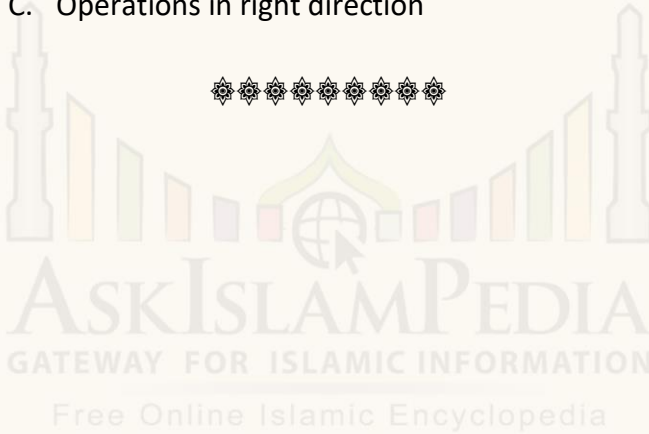 C. Operations in right direction
ASKISLAMPEDIA
GATEWAY FOR ISLAMIC INFORMATION
Free Online Islamic Encyclopedia